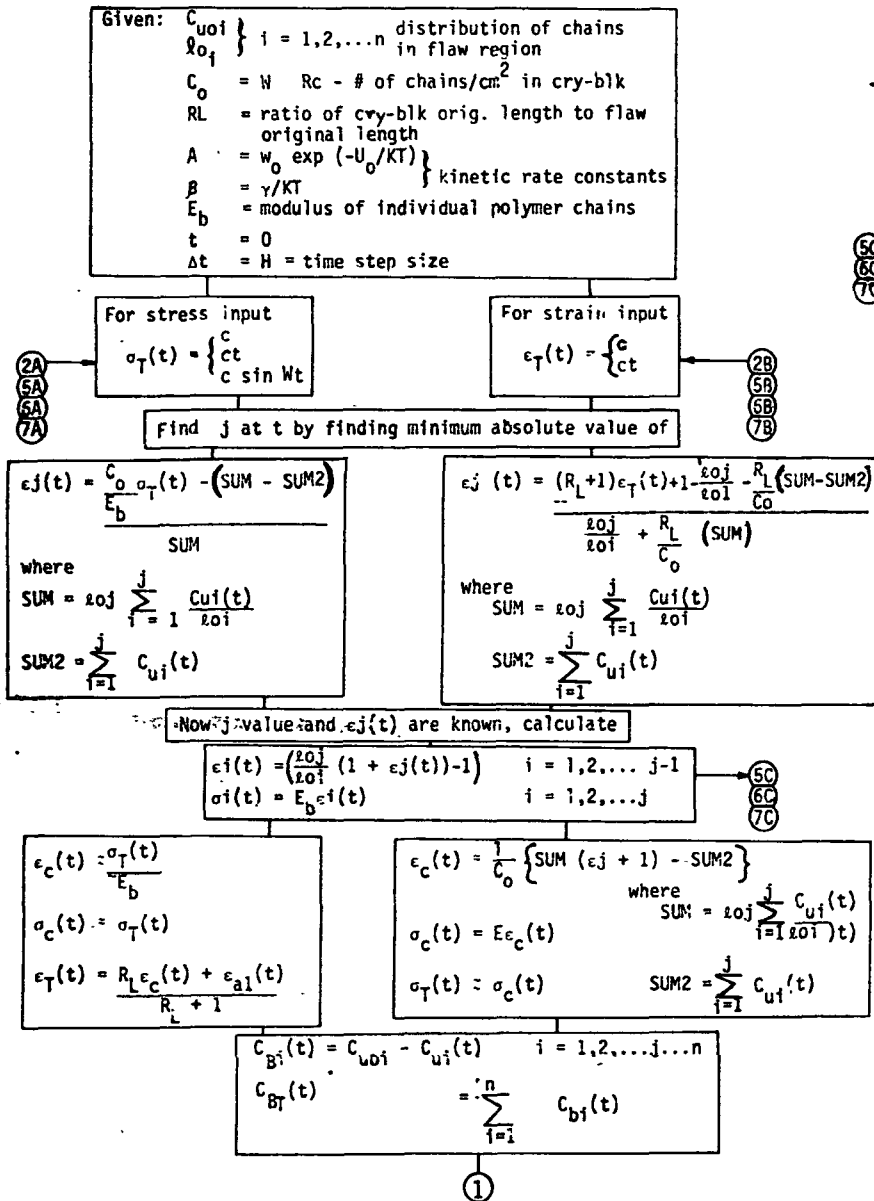 Given: C_uoi
ℓo_i } i = 1,2,...n distribution of chains in flaw region
C_o = W Rc - # of chains/cm² in cry-blk
RL = ratio of cry-blk orig. length to flaw
original length
A = w_o exp (-U_o/KT)
β = γ/KT } kinetic rate constants
E_b = modulus of individual polymer chains
t = 0
Δt = H = time step size
5C
6C
7C
For stress input
σ_T(t) = { c
ct
c sin Wt
For strain input
ε_T(t) = { c
ct
2A
5A
6A
7A
2B
5B
6B
7B
Find j at t by finding minimum absolute value of
εj(t) = (C_o/E_b σ_T(t) - (SUM - SUM2)) / SUM
where
SUM = ℓoj Σ_{i=1}^{j} Cui(t)/ℓoi
SUM2 = Σ_{i=1}^{j} C_ui(t)
εj (t) = ((R_L+1)ε_T(t)+1-ℓoj/ℓo1 - R_L/Co (SUM-SUM2)) / (ℓoj/ℓoi + R_L/C_o (SUM))
where
SUM = ℓoj Σ_{i=1}^{j} Cui(t)/ℓoi
SUM2 = Σ_{i=1}^{j} C_ui(t)
Now j value and εj(t) are known, calculate
εi(t) = (ℓoj/ℓoi (1 + εj(t))-1) i = 1,2,... j-1
σi(t) = E_b εi(t) i = 1,2,...j
5C
6C
7C
ε_c(t) = σ_T(t)/E_b
σ_c(t) = σ_T(t)
ε_T(t) = (R_L ε_c(t) + ε_a1(t)) / (R_L + 1)
ε_c(t) = 1/C_o {SUM (εj + 1) - SUM2}
where
SUM = ℓoj Σ_{i=1}^{j} C_ui(t)/ℓoi)t)
σ_c(t) = Eε_c(t)
σ_T(t) = σ_c(t) SUM2 = Σ_{i=1}^{j} C_ui(t)
C_Bi(t) = C_uoi - C_ui(t) i = 1,2,...j...n
C_BT(t) = Σ_{i=1}^{n} C_bi(t)
1